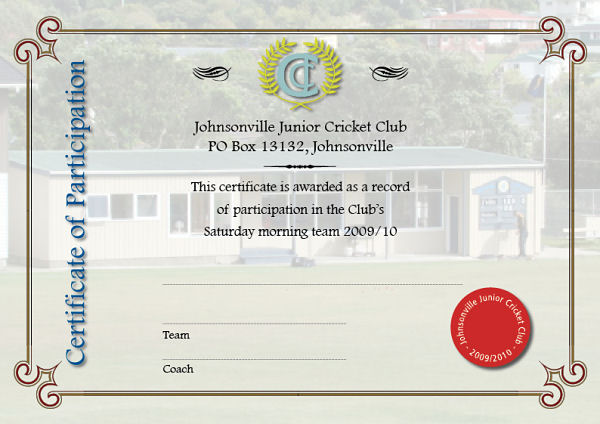 Certificate of Participation
Johnsonville Junior Cricket Club
PO Box 13132, Johnsonville
This certificate is awarded as a record
of participation in the Club's
Saturday morning team 2009/10
Team
Coach
Johnsonville Junior Cricket Club
- 2009/2010 -